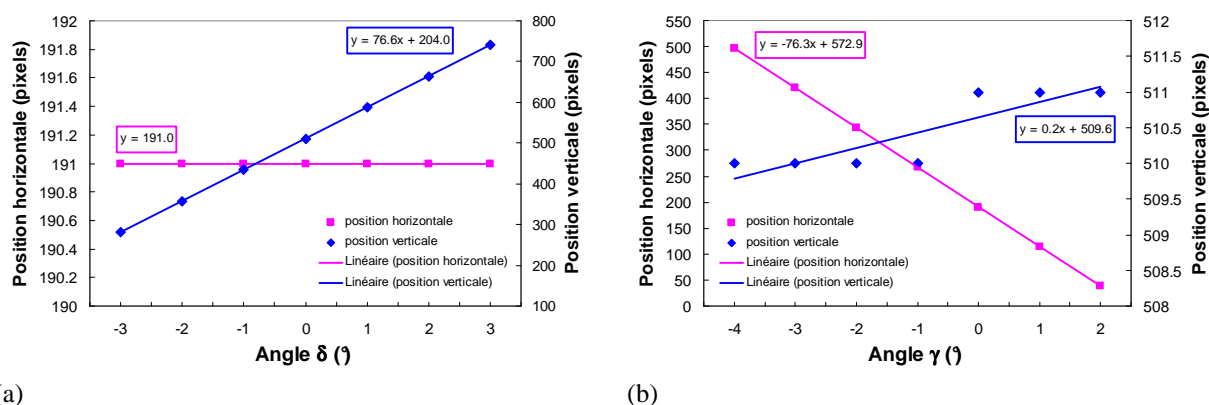 192
191.8
191.6
191.4
191.2
191
190.8
190.6
190.4
190.2
190
Position horizontale (pixels)
800
700
600
500
400
300
200
100
Position verticale (pixels)
y = 76.6x + 204.0
y = 191.0
position horizontale
position verticale
Linéaire (position horizontale)
Linéaire (position verticale)
-3 -2 -1 0 1 2 3
Angle δ (°)
(a)
550
500
450
400
350
300
250
200
150
100
50
0
Position horizontale (pixels)
512
511.5
511
510.5
510
509.5
509
508.5
508
Position verticale (pixels)
y = -76.3x + 572.9
y = 0.2x + 509.6
position horizontale
position verticale
Linéaire (position horizontale)
Linéaire (position verticale)
-4 -3 -2 -1 0 1 2
Angle γ (°)
(b)